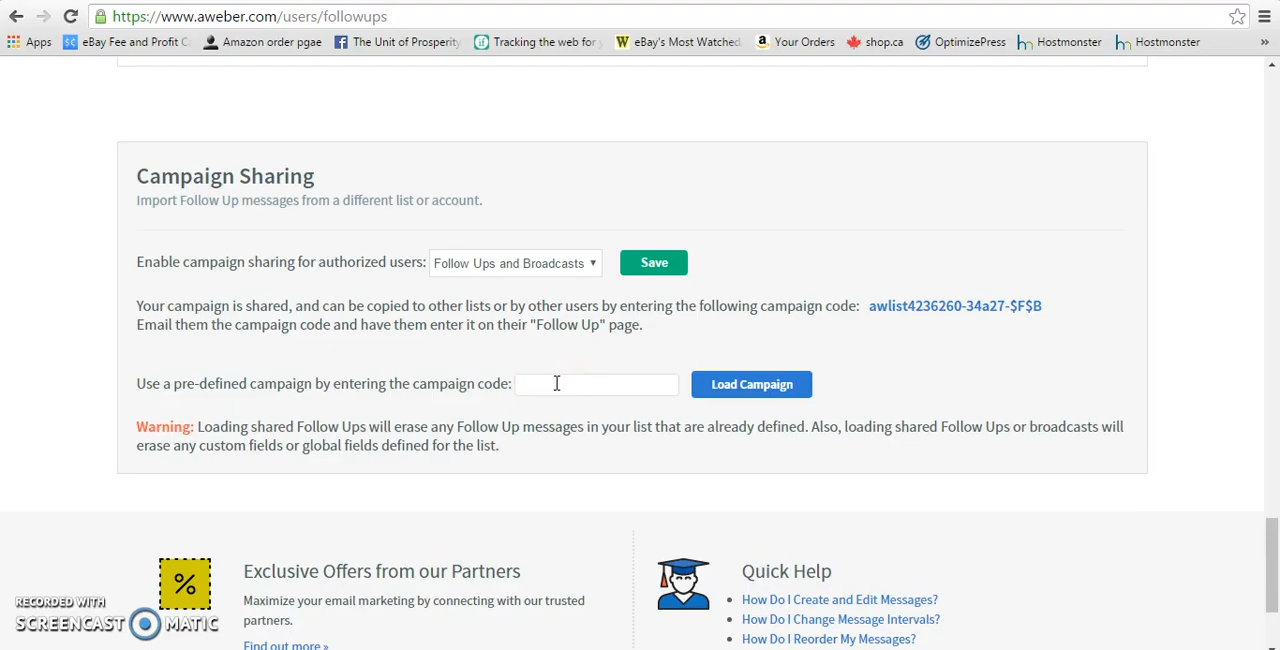 https://www.aweber.com/users/followups
Apps eBay Fee and Profit C Amazon order pgae The Unit of Prosperity Tracking the web for eBay's Most Watched Your Orders shop.ca OptimizePress Hostmonster Hostmonster »
Campaign Sharing
Import Follow Up messages from a different list or account.
Enable campaign sharing for authorized users: Follow Ups and Broadcasts Save
Your campaign is shared, and can be copied to other lists or by other users by entering the following campaign code: awlist4236260-34a27-$F$B
Email them the campaign code and have them enter it on their "Follow Up" page.
Use a pre-defined campaign by entering the campaign code: Load Campaign
Warning: Loading shared Follow Ups will erase any Follow Up messages in your list that are already defined. Also, loading shared Follow Ups or broadcasts will
erase any custom fields or global fields defined for the list.
%
Exclusive Offers from our Partners
Maximize your email marketing by connecting with our trusted
partners.
Find out more »
Quick Help
How Do I Create and Edit Messages?
How Do I Change Message Intervals?
How Do I Reorder My Messages?
RECORDED WITH
SCREENCAST MATIC